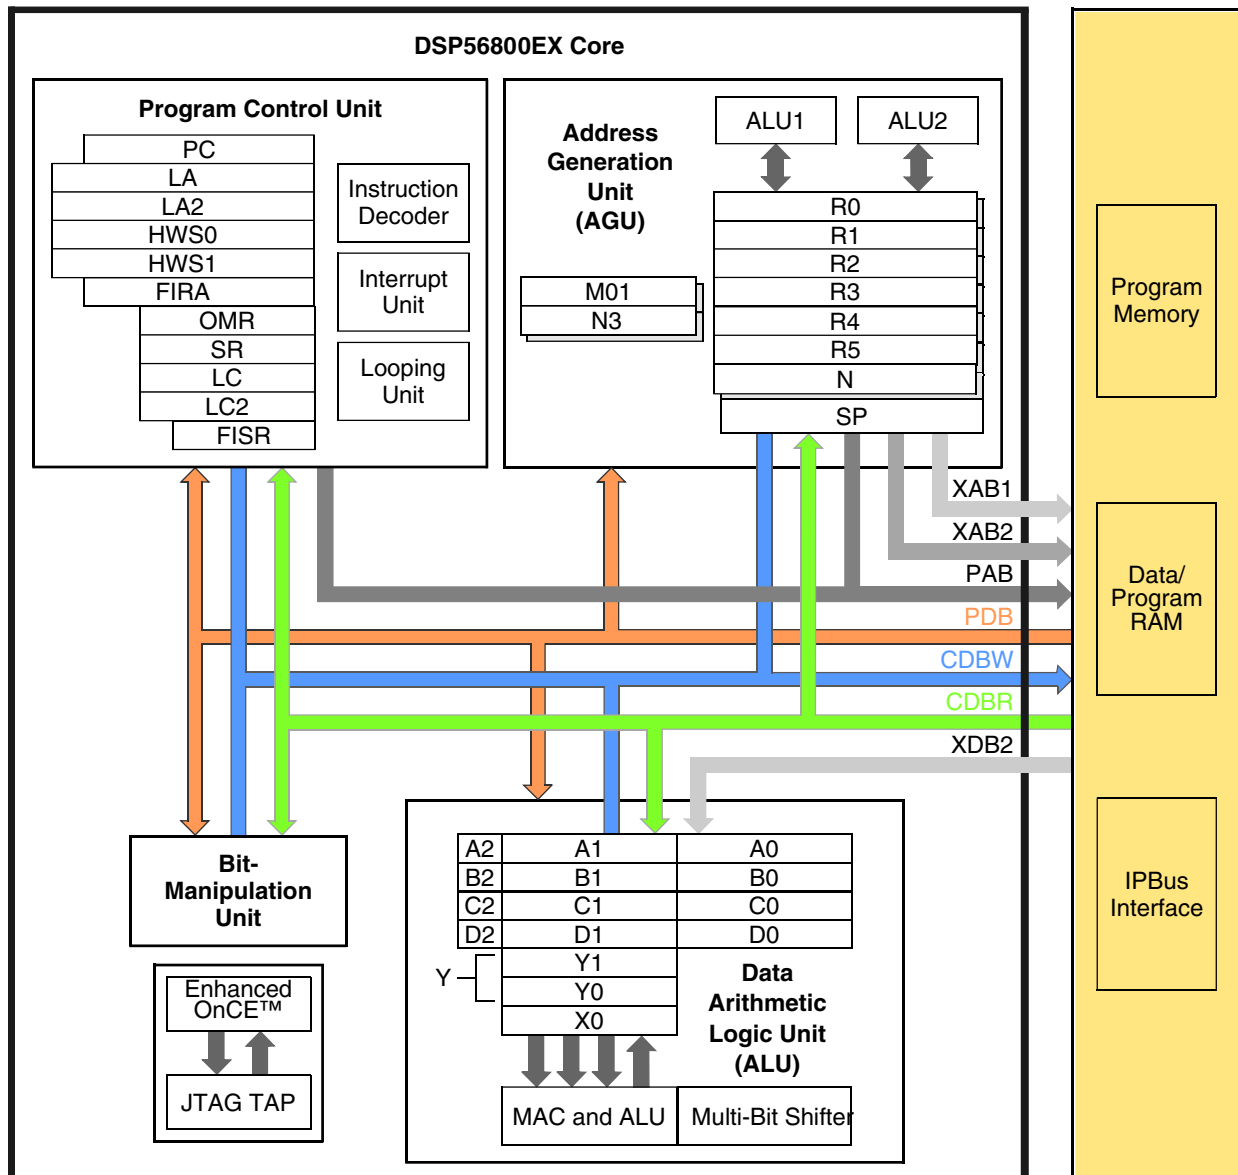 DSP56800EX Core
Program Control Unit
PC
LA
LA2
HWS0
HWS1
FIRA
OMR
SR
LC
LC2
FISR
Instruction
Decoder
Interrupt
Unit
Looping
Unit
Address
Generation
Unit
(AGU)
ALU1
ALU2
R0
R1
R2
R3
R4
R5
N
SP
M01
N3
XAB1
XAB2
PAB
PDB
CDBW
CDBR
XDB2
Program
Memory
Data/
Program
RAM
IPBus
Interface
Bit-
Manipulation
Unit
Enhanced
OnCE™
JTAG TAP
A2 A1 A0
B2 B1 B0
C2 C1 C0
D2 D1 D0
Y
Y1
Y0
X0
Data
Arithmetic
Logic Unit
(ALU)
MAC and ALU
Multi-Bit Shifter